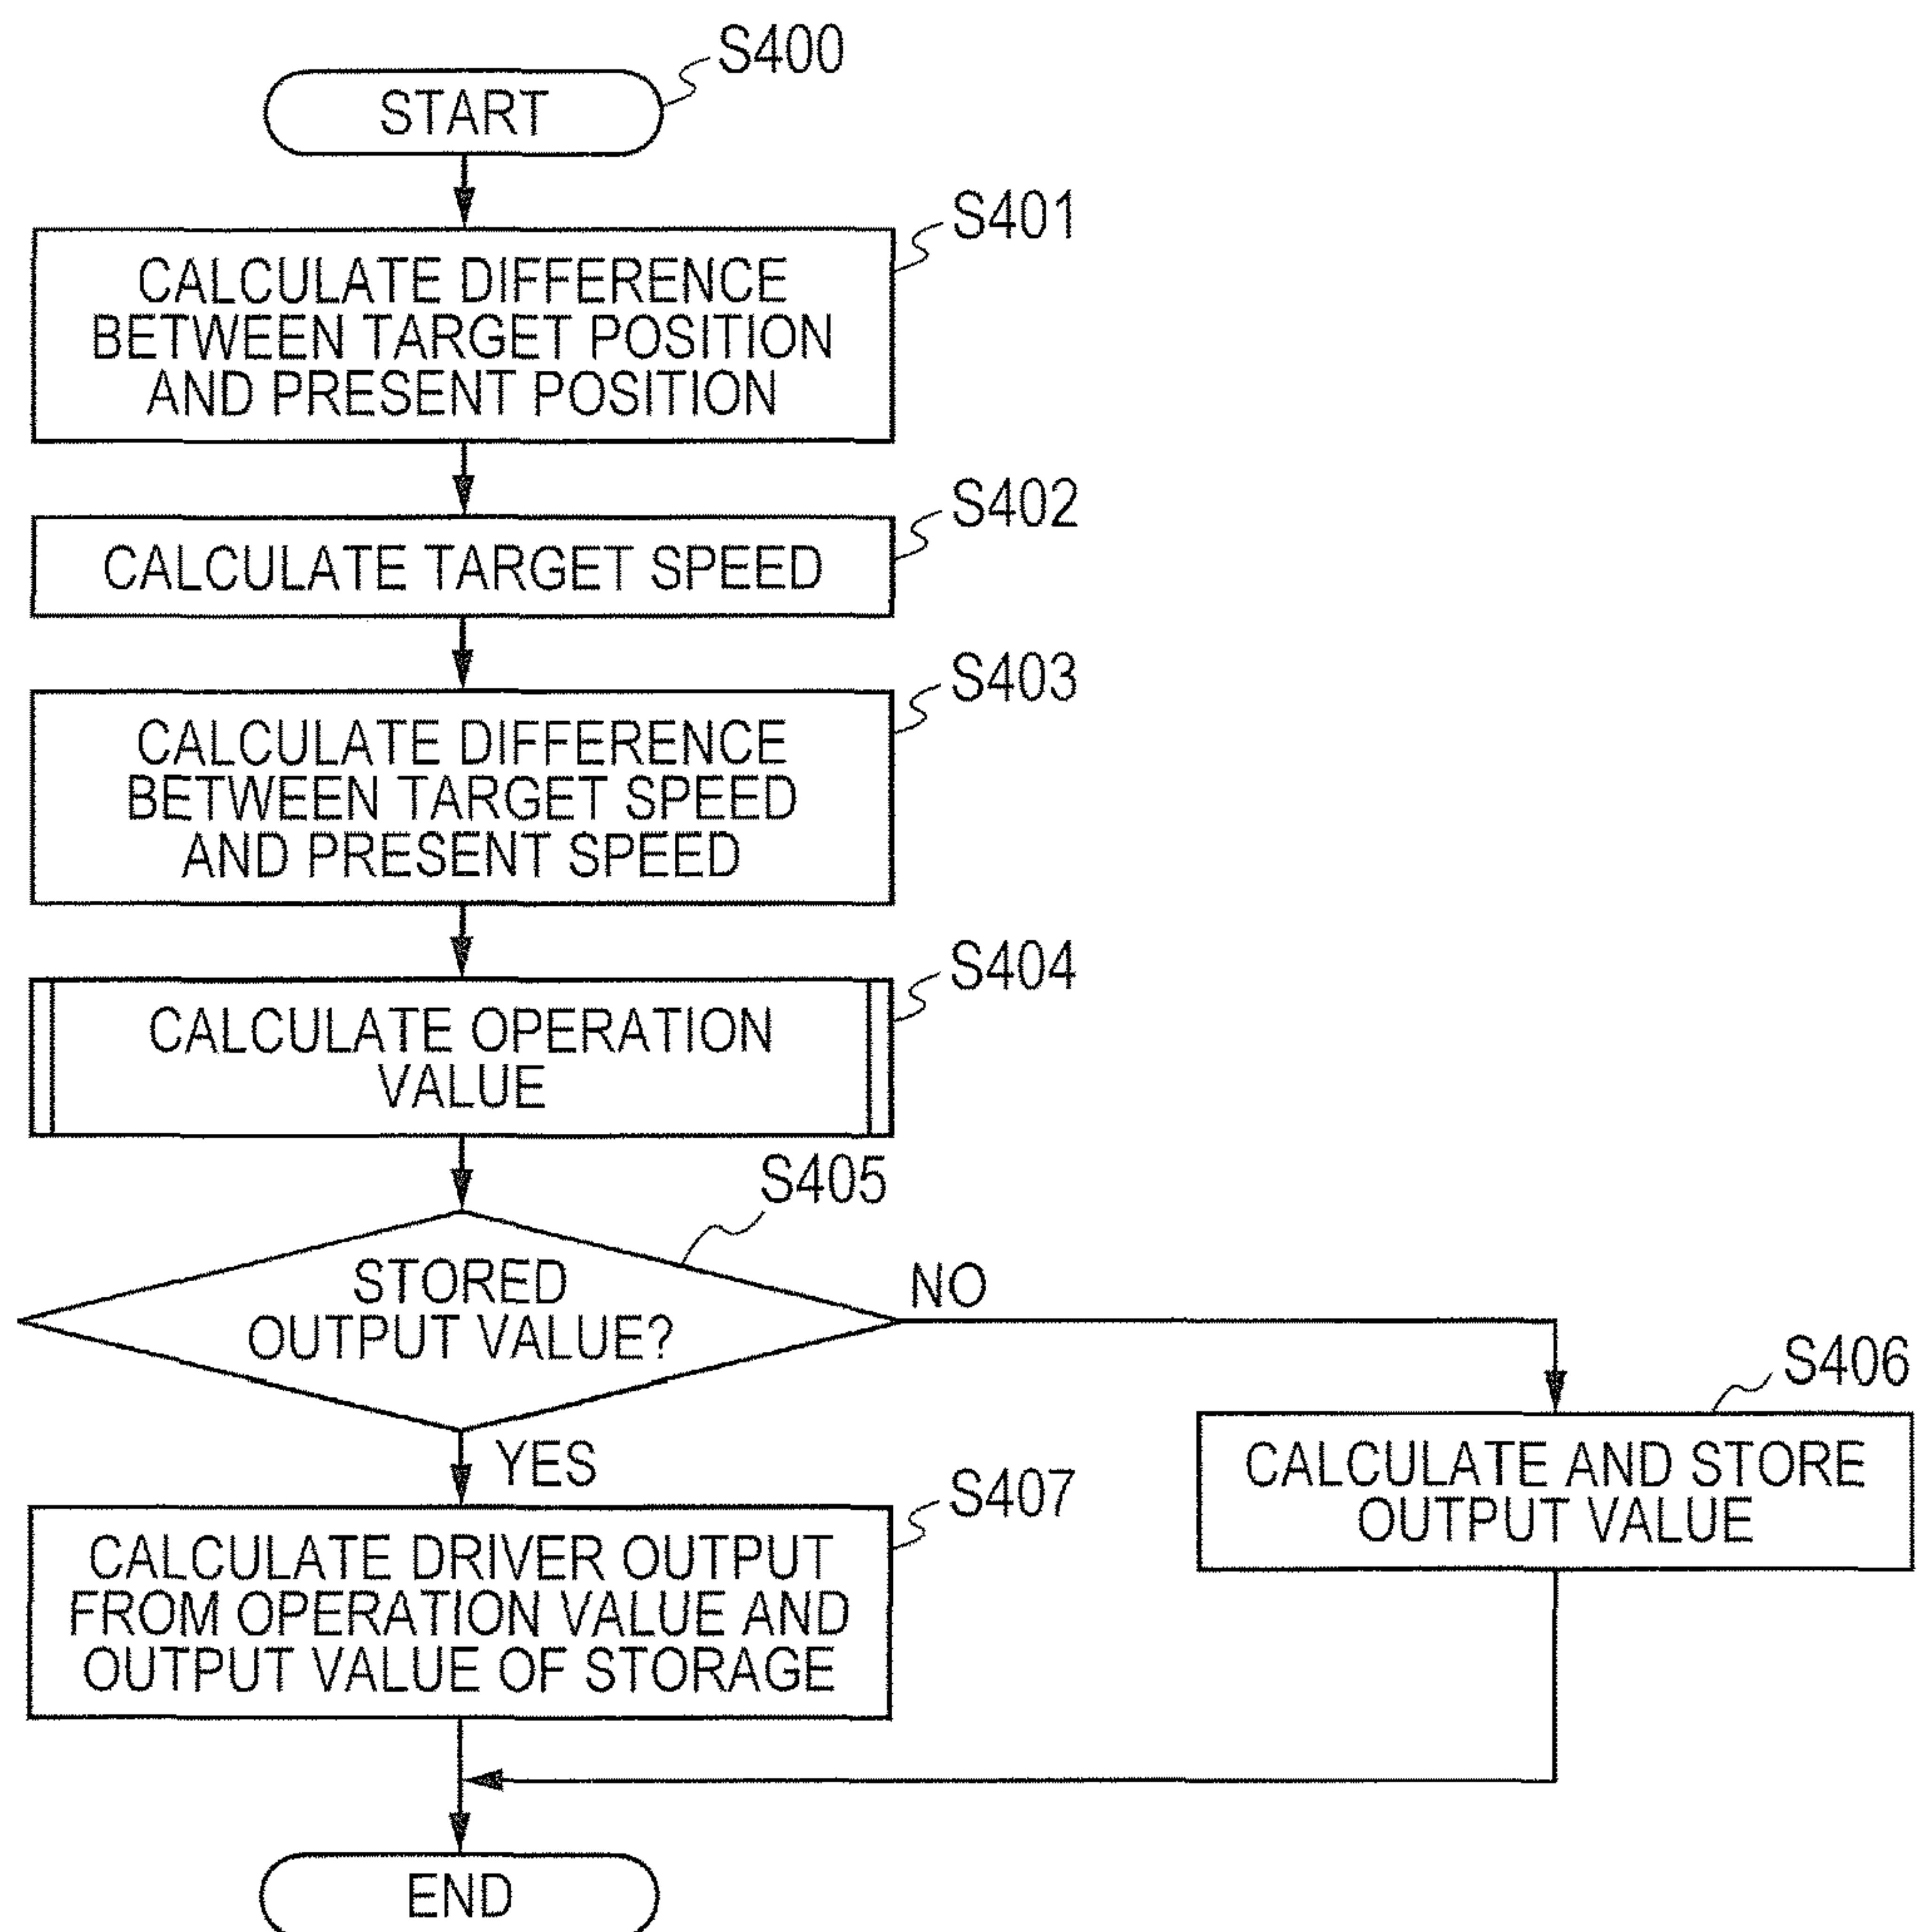 S400
START
S401
CALCULATE DIFFERENCE
BETWEEN TARGET POSITION
AND PRESENT POSITION
S402
CALCULATE TARGET SPEED
S403
CALCULATE DIFFERENCE
BETWEEN TARGET SPEED
AND PRESENT SPEED
S404
CALCULATE OPERATION
VALUE
S405
STORED
OUTPUT VALUE?
NO
S406
CALCULATE AND STORE
OUTPUT VALUE
YES
S407
CALCULATE DRIVER OUTPUT
FROM OPERATION VALUE AND
OUTPUT VALUE OF STORAGE
END